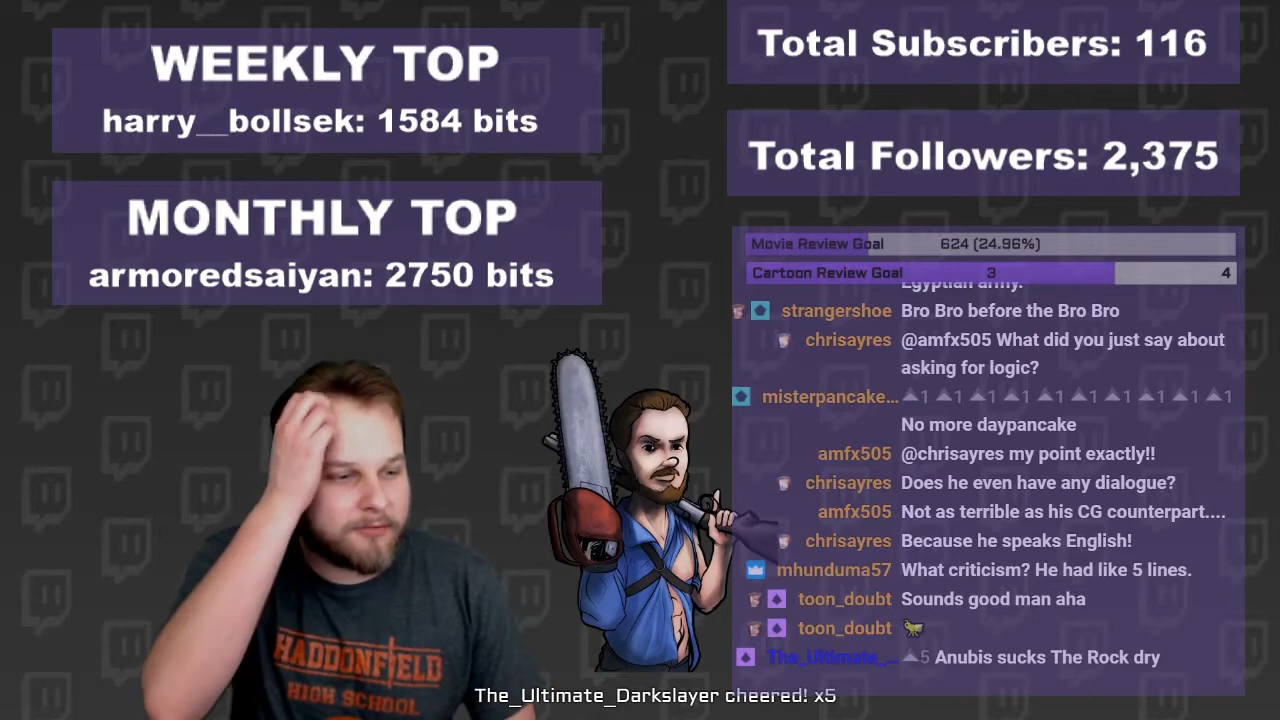 WEEKLY TOP
harry__bollsek: 1584 bits
MONTHLY TOP
armoredsaiyan: 2750 bits
Total Subscribers: 116
Total Followers: 2,375
Movie Review Goal 624 (24.96%)
Cartoon Review Goal 3 4
Egyptian army.
strangershoe Bro Bro before the Bro Bro
chrisayres @amfx505 What did you just say about
asking for logic?
misterpancake… 1 1 1 1 1 1 1 1 1 1
No more daypancake
amfx505 @chrisayres my point exactly!!
chrisayres Does he even have any dialogue?
amfx505 Not as terrible as his CG counterpart....
chrisayres Because he speaks English!
mhunduma57 What criticism? He had like 5 lines.
toon_doubt Sounds good man aha
toon_doubt
The_Ultimate_… 5 Anubis sucks The Rock dry
HADDONFIELD
HIGH SCHOOL
The_Ultimate_Darkslayer cheered! x5